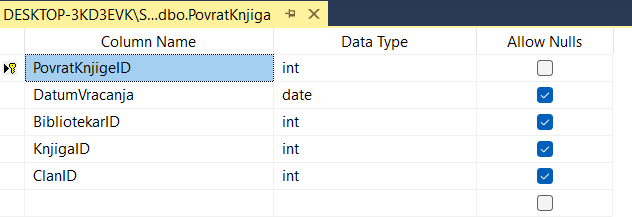 DESKTOP-3KD3EVK\S...dbo.PovratKnjiga
Column Name Data Type Allow Nulls
PovratKnjigeID int
DatumVracanja date
BibliotekarID int
KnjigaID int
ClanID int